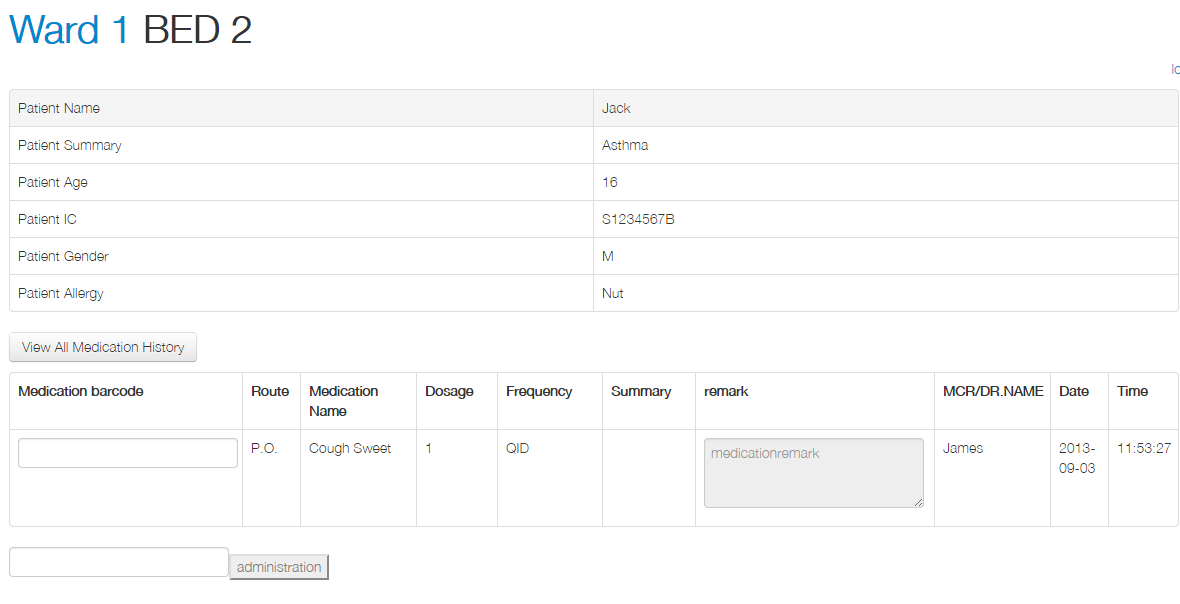 Ward 1 BED 2
Patient Name Jack
Patient Summary Asthma
Patient Age 16
Patient IC S1234567B
Patient Gender M
Patient Allergy Nut
View All Medication History
Medication barcode Route Medication Name Dosage Frequency Summary remark MCR/DR.NAME Date Time
P.O. Cough Sweet 1 QID medicationremark James 2013-09-03 11:53:27
administration